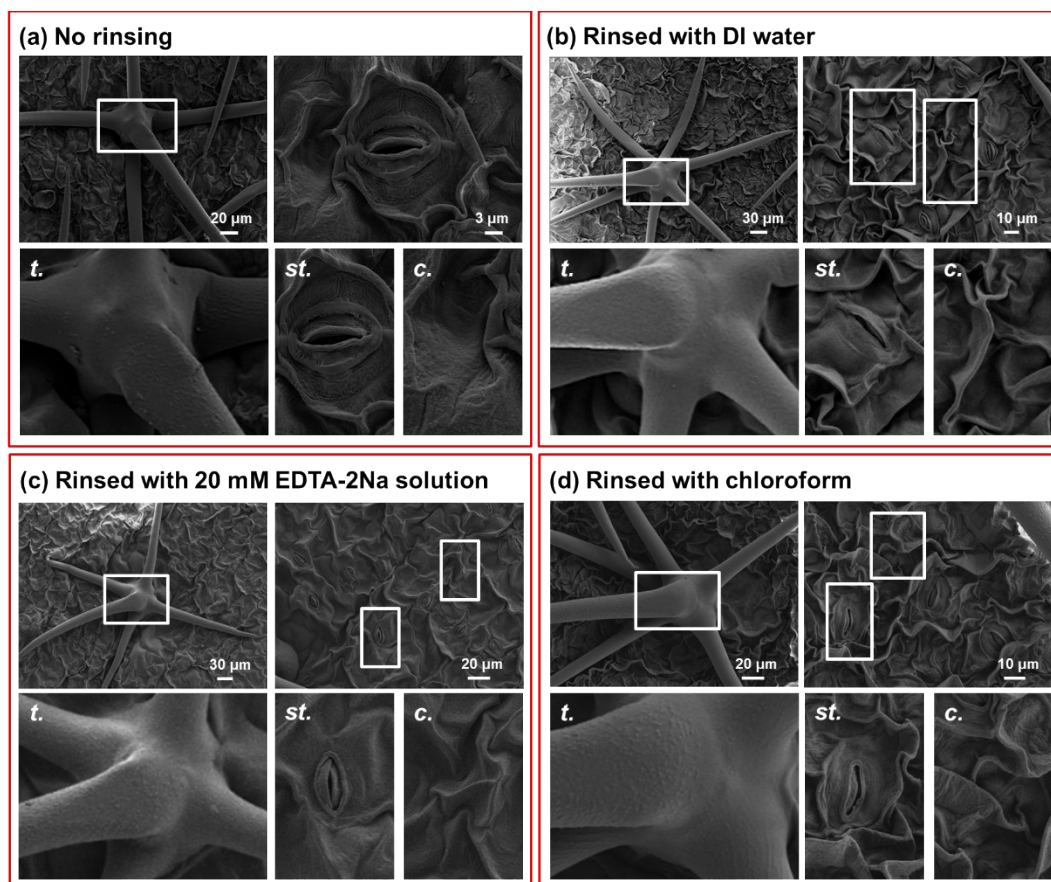 (a) No rinsing
20 μm
3 μm
t.
st.
c.
(b) Rinsed with DI water
30 μm
10 μm
t.
st.
c.
(c) Rinsed with 20 mM EDTA-2Na solution
30 μm
20 μm
t.
st.
c.
(d) Rinsed with chloroform
20 μm
10 μm
t.
st.
c.